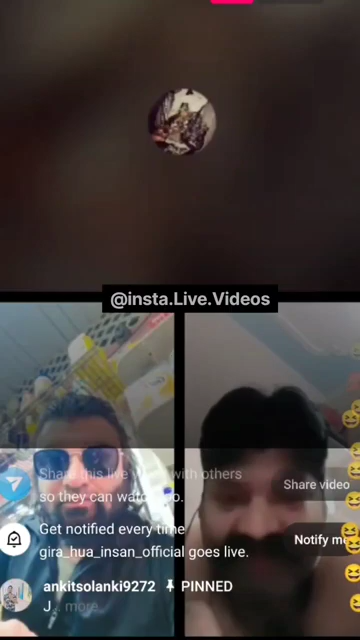 @insta.Live.Videos
Share this live video with others
so they can watch too.
Share video
Get notified every time
gira_hua_insan_official goes live.
Notify me
ankitsolanki9272 PINNED
J... more